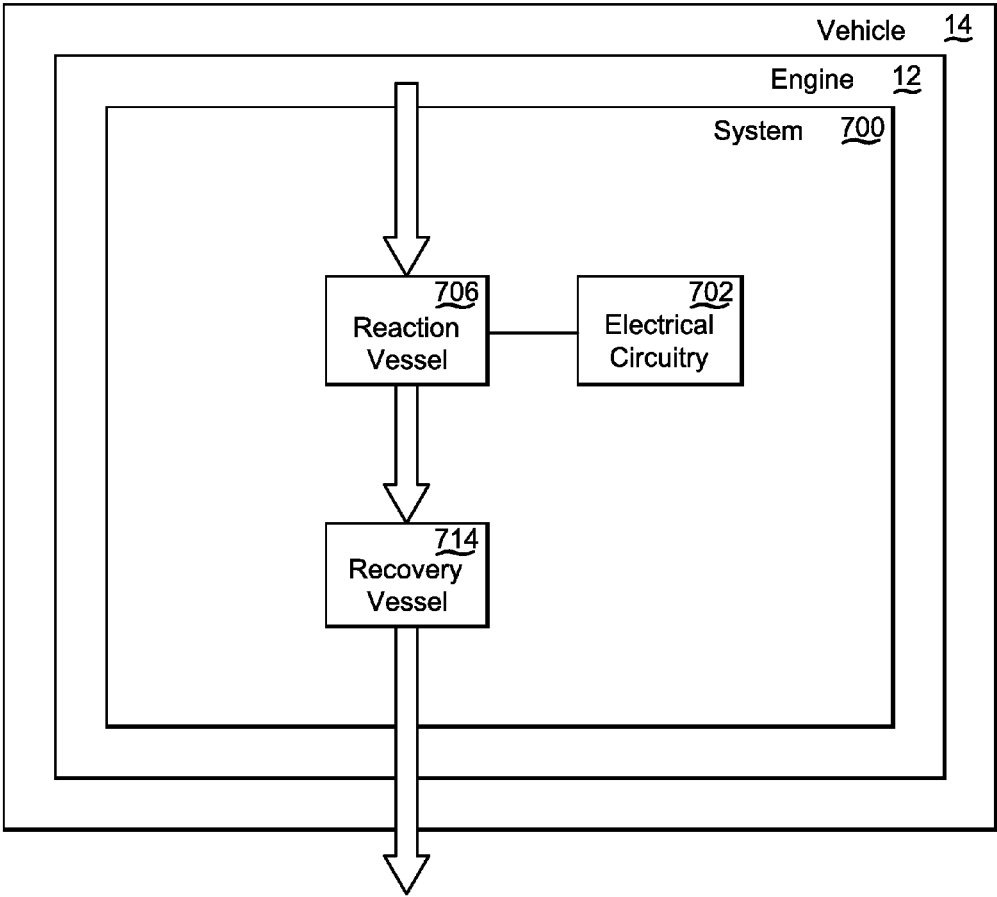 Vehicle 14
Engine 12
System 700
706
Reaction
Vessel
702
Electrical
Circuitry
714
Recovery
Vessel